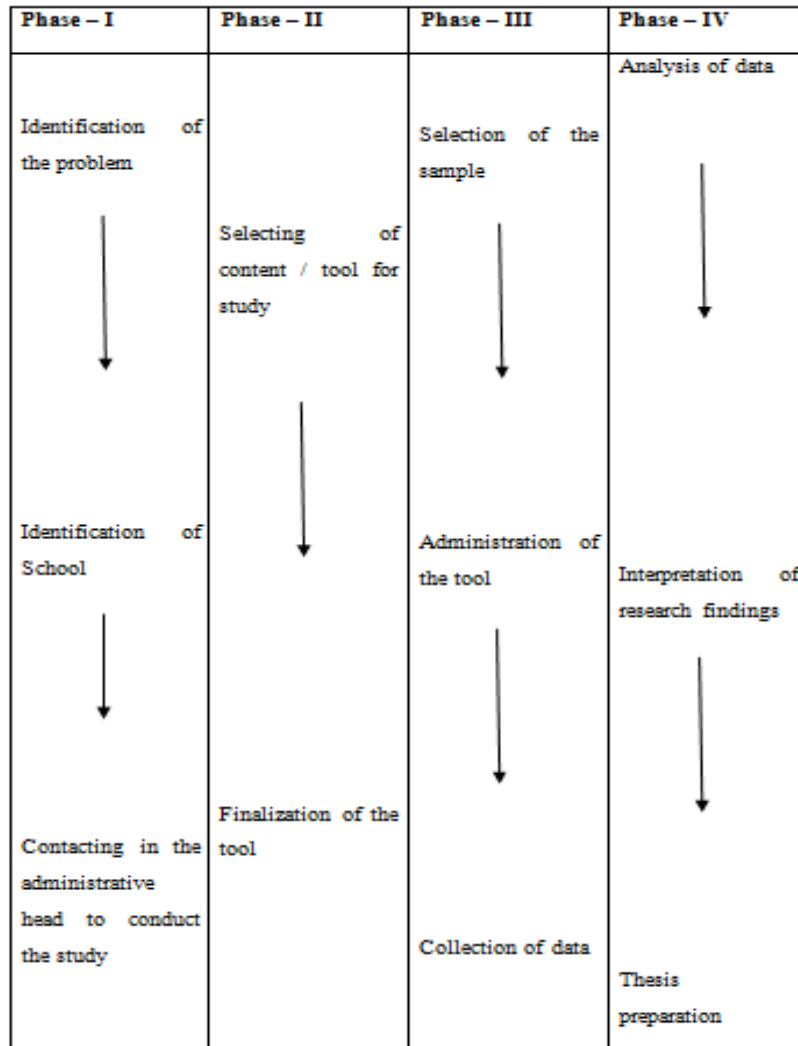 Phase – I
Phase – II
Phase – III
Phase – IV
Identification of
the problem
Identification of
School
Contacting in the
administrative
head to conduct
the study
Selecting of
content / tool for
study
Finalization of the
tool
Selection of the
sample
Administration of
the tool
Collection of data
Analysis of data
Interpretation of
research findings
Thesis
preparation